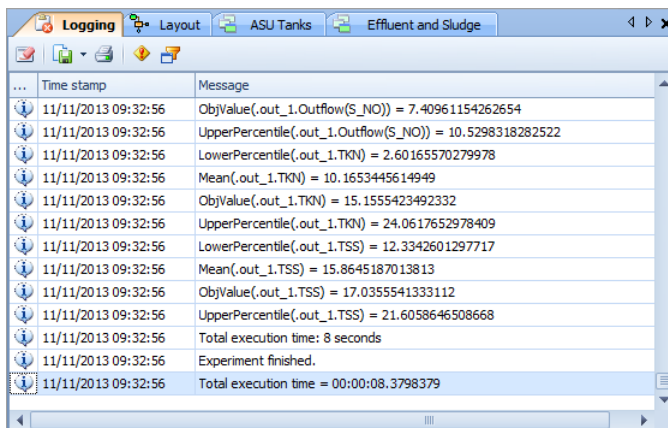 Logging Layout ASU Tanks Effluent and Sludge
... Time stamp Message
11/11/2013 09:32:56 ObjValue(.out_1.Outflow(S_NO)) = 7.40961154262654
11/11/2013 09:32:56 UpperPercentile(.out_1.Outflow(S_NO)) = 10.5298318282522
11/11/2013 09:32:56 LowerPercentile(.out_1.TKN) = 2.60165570279978
11/11/2013 09:32:56 Mean(.out_1.TKN) = 10.1653445614949
11/11/2013 09:32:56 ObjValue(.out_1.TKN) = 15.1555423492332
11/11/2013 09:32:56 UpperPercentile(.out_1.TKN) = 24.0617652978409
11/11/2013 09:32:56 LowerPercentile(.out_1.TSS) = 12.3342601297717
11/11/2013 09:32:56 Mean(.out_1.TSS) = 15.8645187013813
11/11/2013 09:32:56 ObjValue(.out_1.TSS) = 17.0355541333112
11/11/2013 09:32:56 UpperPercentile(.out_1.TSS) = 21.6058646508668
11/11/2013 09:32:56 Total execution time: 8 seconds
11/11/2013 09:32:56 Experiment finished.
11/11/2013 09:32:56 Total execution time = 00:00:08.3798379